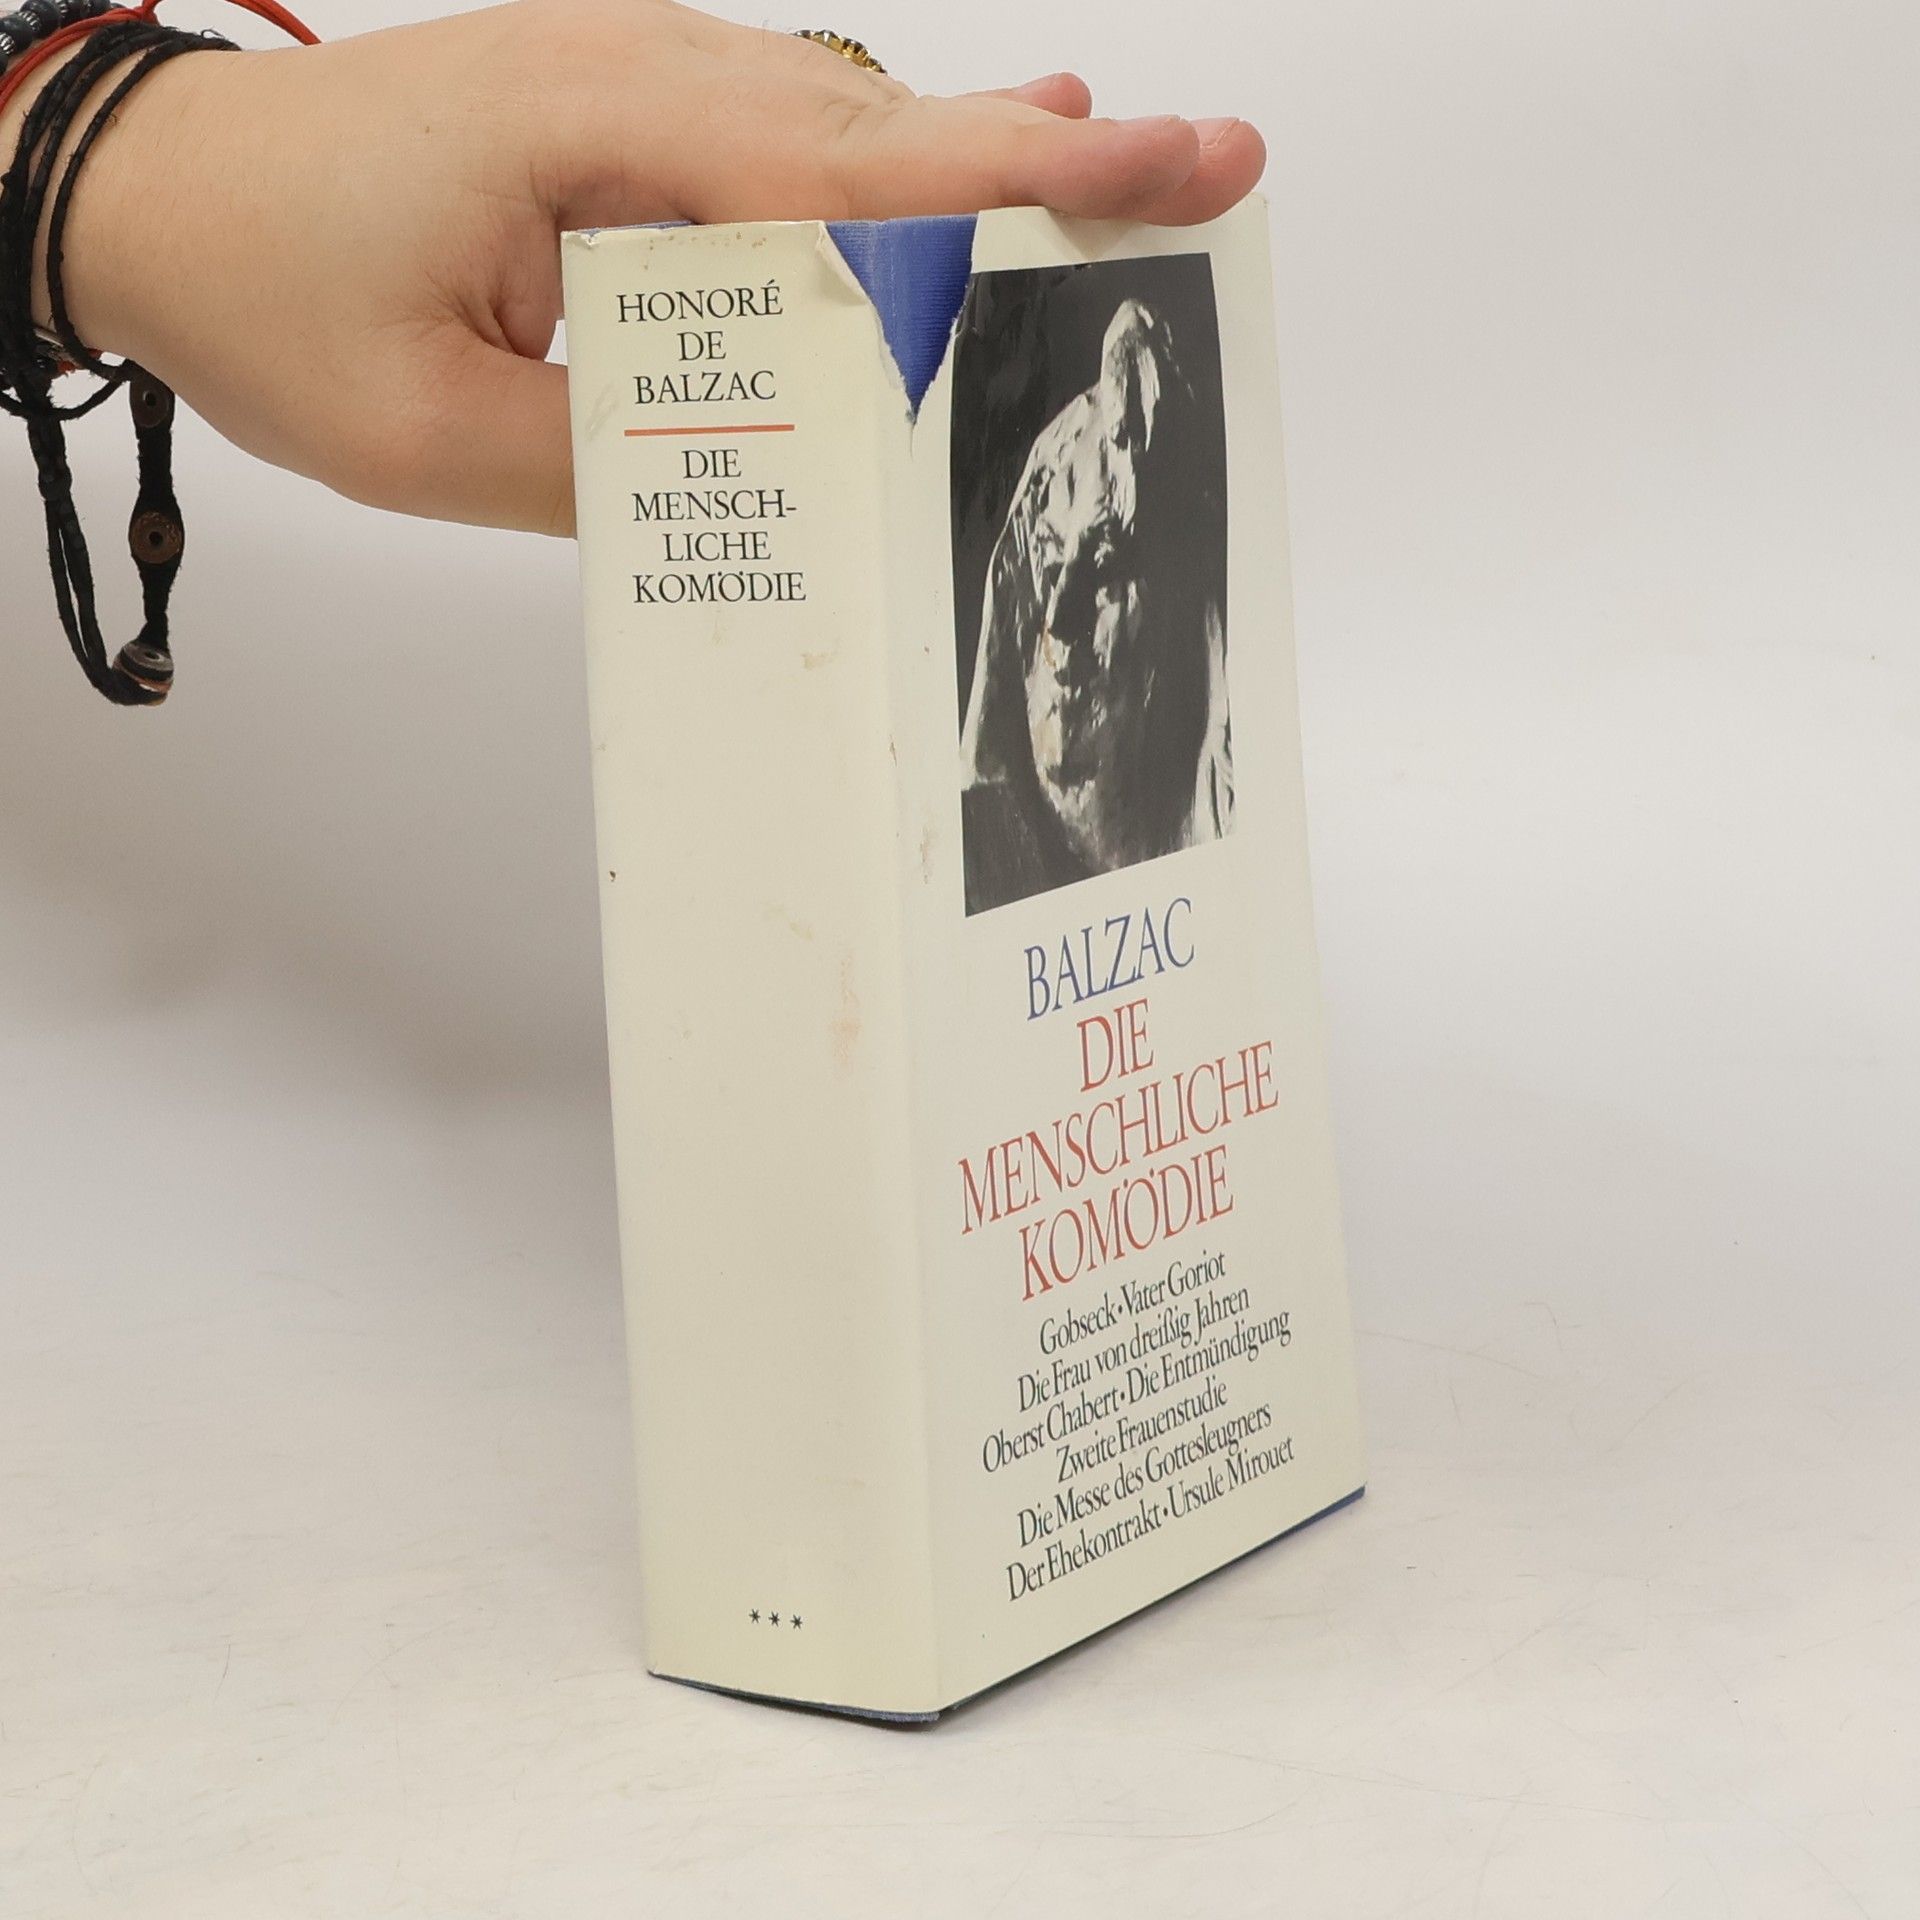 HONORÉ
DE
BALZAC
DIE
MENSCH-
LICHE
KOMÖDIE
***
BALZAC
DIE
MENSCHLICHE
KOMÖDIE
Gobseck•Vater Goriot
Die Frau von dreißig Jahren
Oberst Chabert•Die Entmündigung
Zweite Frauenstudie
Die Messe des Gottesleugners
Der Ehekontrakt•Ursule Mirouet